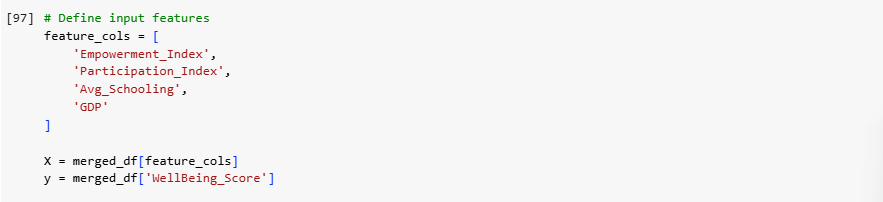 [97] # Define input features
feature_cols = [
    'Empowerment_Index',
    'Participation_Index',
    'Avg_Schooling',
    'GDP'
]
X = merged_df[feature_cols]
y = merged_df['WellBeing_Score']